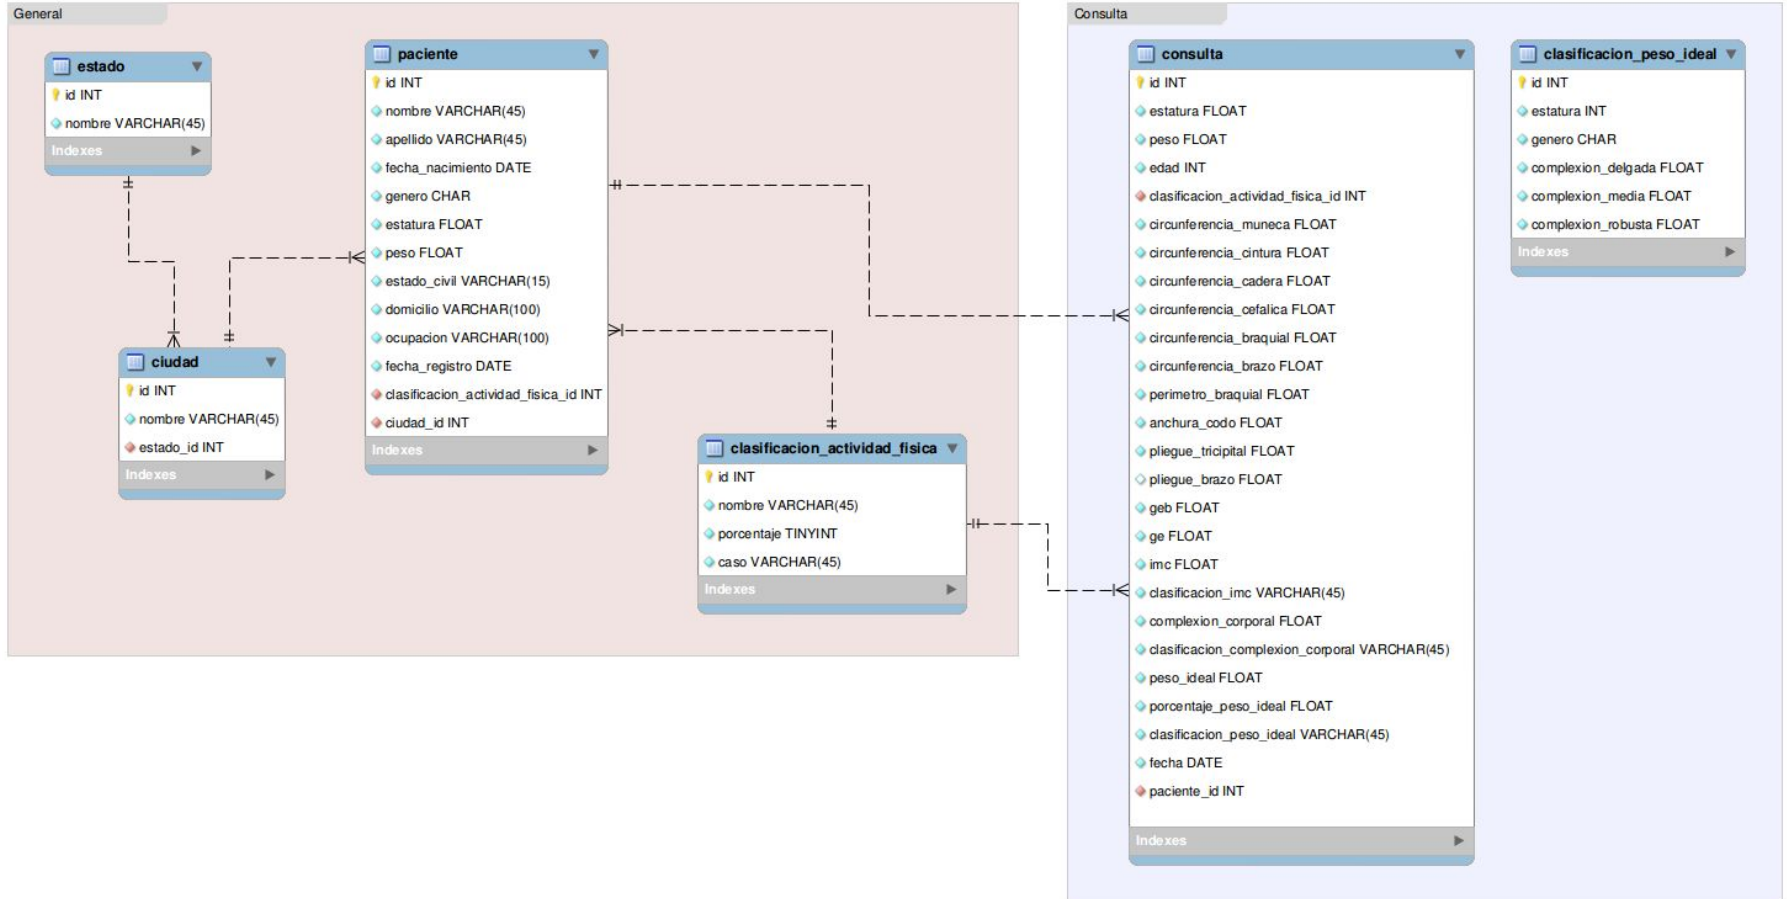 General
estado
id INT
nombre VARCHAR(45)
Indexes
paciente
id INT
nombre VARCHAR(45)
apellido VARCHAR(45)
fecha_nacimiento DATE
genero CHAR
estatura FLOAT
peso FLOAT
estado_civil VARCHAR(15)
domicilio VARCHAR(100)
ocupacion VARCHAR(100)
fecha_registro DATE
clasificacion_actividad_fisica_id INT
ciudad_id INT
Indexes
ciudad
id INT
nombre VARCHAR(45)
estado_id INT
Indexes
clasificacion_actividad_fisica
id INT
nombre VARCHAR(45)
porcentaje TINYINT
caso VARCHAR(45)
Indexes
Consulta
consulta
id INT
estatura FLOAT
peso FLOAT
edad INT
clasificacion_actividad_fisica_id INT
circunferencia_muneca FLOAT
circunferencia_cintura FLOAT
circunferencia_cadera FLOAT
circunferencia_cefalica FLOAT
circunferencia_braquial FLOAT
circunferencia_brazo FLOAT
perimetro_braquial FLOAT
anchura_codo FLOAT
pliegue_tricipital FLOAT
pliegue_brazo FLOAT
geb FLOAT
ge FLOAT
imc FLOAT
clasificacion_imc VARCHAR(45)
complexion_corporal FLOAT
clasificacion_complexion_corporal VARCHAR(45)
peso_ideal FLOAT
porcentaje_peso_ideal FLOAT
clasificacion_peso_ideal VARCHAR(45)
fecha DATE
paciente_id INT
Indexes
clasificacion_peso_ideal
id INT
estatura INT
genero CHAR
complexion_delgada FLOAT
complexion_media FLOAT
complexion_robusta FLOAT
Indexes